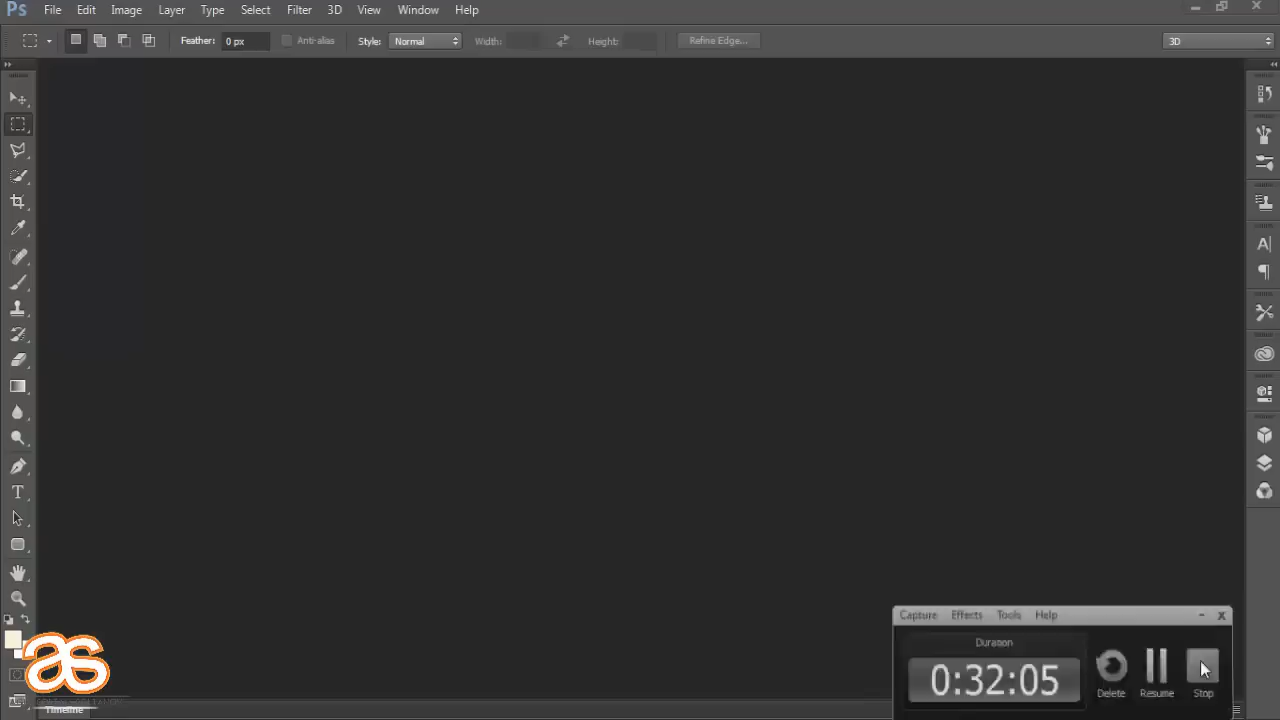 Ps File Edit Image Layer Type Select Filter 3D View Window Help
Feather: 0 px Anti-alias Style: Normal Width: Height: Refine Edge... 3D
A
T
Capture Effects Tools Help
Duration
0:32:05
Delete Resume Stop
as
Timeline